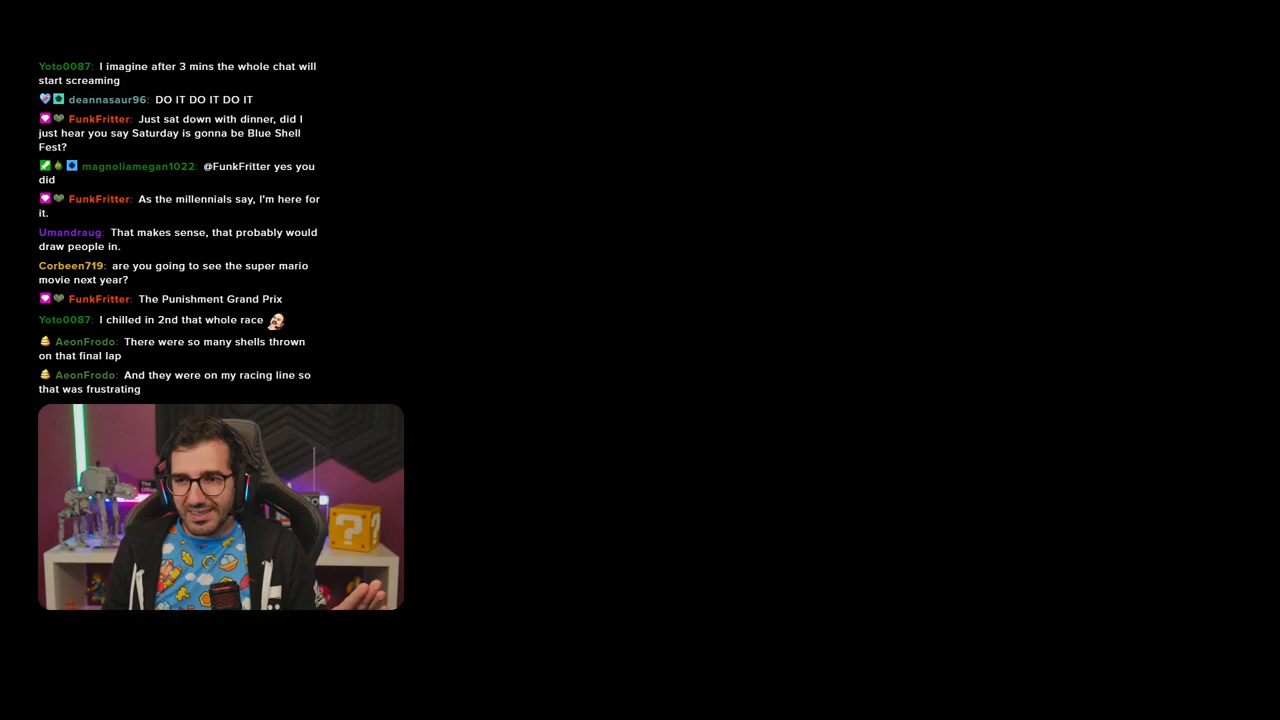 Yoto0087: I imagine after 3 mins the whole chat will
start screaming
deannasaur96: DO IT DO IT DO IT
FunkFritter: Just sat down with dinner, did I
just hear you say Saturday is gonna be Blue Shell
Fest?
magnoliamegan1022: @FunkFritter yes you
did
FunkFritter: As the millennials say, I'm here for
it.
Umandraug: That makes sense, that probably would
draw people in.
Corbeen719: are you going to see the super mario
movie next year?
FunkFritter: The Punishment Grand Prix
Yoto0087: I chilled in 2nd that whole race
AeonFrodo: There were so many shells thrown
on that final lap
AeonFrodo: And they were on my racing line so
that was frustrating
The
Office
?